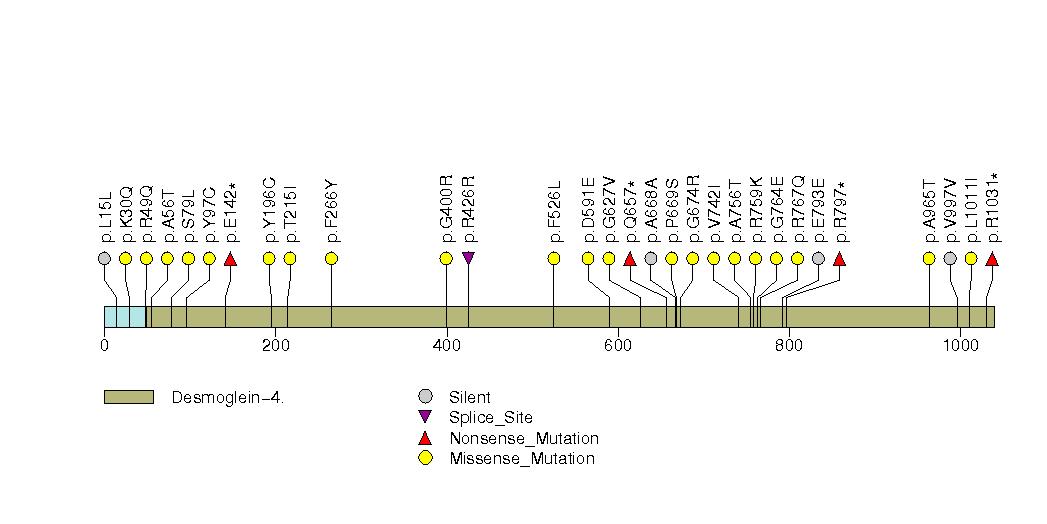 p.L15L
p.K30Q
p.R49Q
p.A56T
p.S79L
p.Y97C
p.E142*
p.Y196C
p.T215I
p.F266Y
p.G400R
p.R426R
p.F526L
p.D591E
p.G627V
p.Q657*
p.A668A
p.P669S
p.G674R
p.V742I
p.A756T
p.R759K
p.G764E
p.R767Q
p.E793E
p.R797*
p.A965T
p.V997V
p.L1011I
p.R1031*
0 200 400 600 800 1000
Desmoglein-4.
Silent
Splice_Site
Nonsense_Mutation
Missense_Mutation